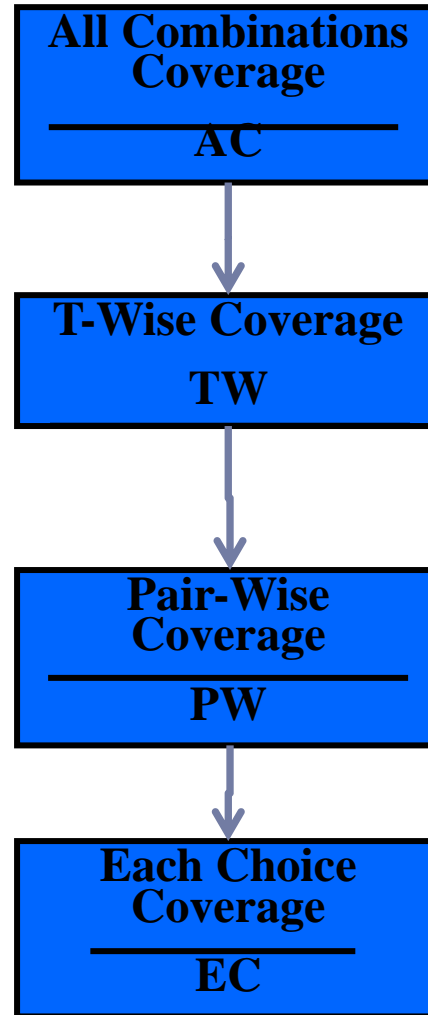 All Combinations
Coverage
AC
T-Wise Coverage
TW
Pair-Wise
Coverage
PW
Each Choice
Coverage
EC